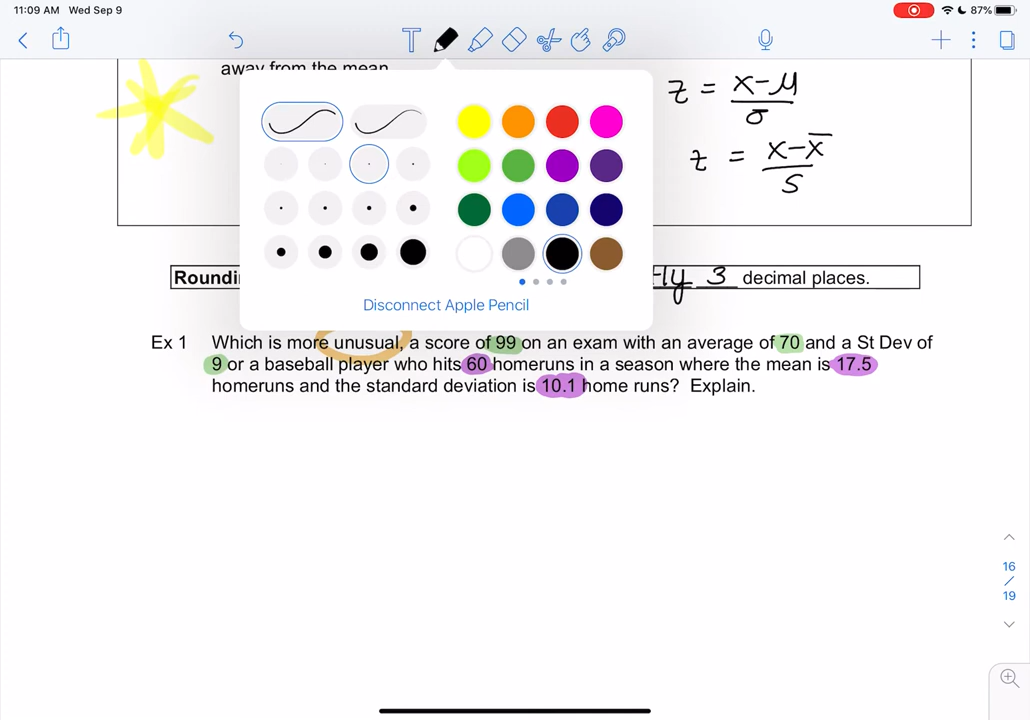 11:09 AM Wed Sep 9
87%
T
away from the mean
z = x-μ
σ
z = x-x̄
s
Disconnect Apple Pencil
3 decimal places.
Ex 1 Which is more unusual, a score of 99 on an exam with an average of 70 and a St Dev of
9 or a baseball player who hits 60 homeruns in a season where the mean is 17.5
homeruns and the standard deviation is 10.1 home runs? Explain.
16
/
19